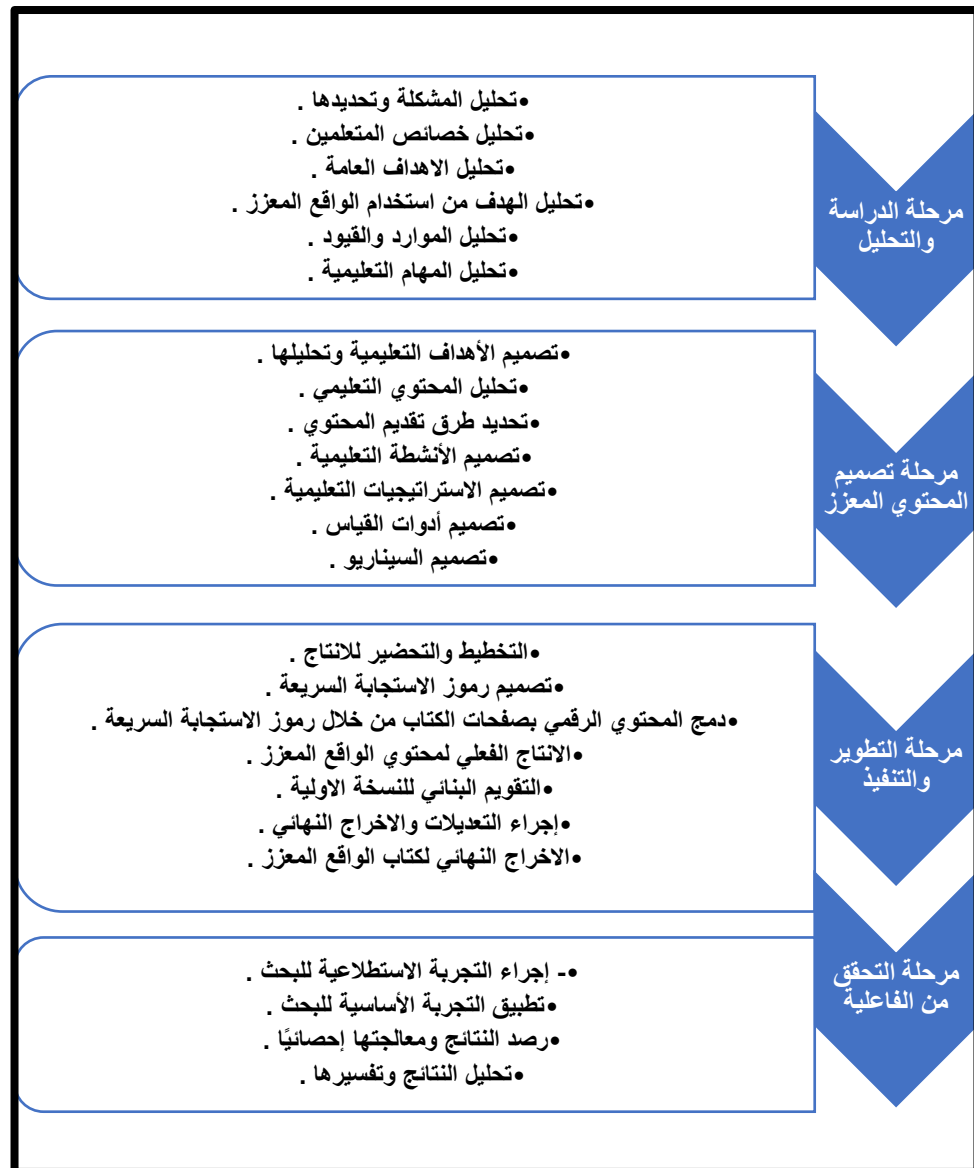 مرحلة الدراسة
والتحليل
•تحليل المشكلة وتحديدها .
•تحليل خصائص المتعلمين .
•تحليل الاهداف العامة .
•تحليل الهدف من استخدام الواقع المعزز .
•تحليل الموارد والقيود .
•تحليل المهام التعليمية .
مرحلة تصميم
المحتوي المعزز
•تصميم الأهداف التعليمية وتحليلها .
•تحليل المحتوي التعليمي .
•تحديد طرق تقديم المحتوي .
•تصميم الأنشطة التعليمية .
•تصميم الاستراتيجيات التعليمية .
•تصميم أدوات القياس .
•تصميم السيناريو .
مرحلة التطوير
والتنفيذ
•التخطيط والتحضير للانتاج .
•تصميم رموز الاستجابة السريعة .
•دمج المحتوي الرقمي بصفحات الكتاب من خلال رموز الاستجابة السريعة .
•الانتاج الفعلي لمحتوي الواقع المعزز .
•التقويم البنائي للنسخة الاولية .
•إجراء التعديلات والاخراج النهائي .
•الاخراج النهائي لكتاب الواقع المعزز .
مرحلة التحقق
من الفاعلية
•- إجراء التجربة الاستطلاعية للبحث .
•تطبيق التجربة الأساسية للبحث .
•رصد النتائج ومعالجتها إحصائيًا .
•تحليل النتائج وتفسيرها .